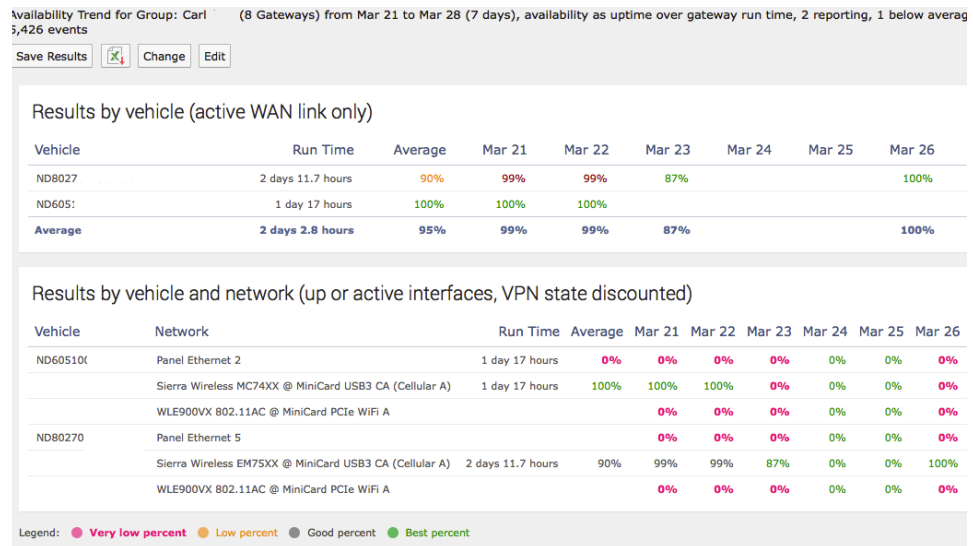 Availability Trend for Group: Carl (8 Gateways) from Mar 21 to Mar 28 (7 days), availability as uptime over gateway run time, 2 reporting, 1 below averag
5,426 events
Save Results Change Edit
Results by vehicle (active WAN link only)
Vehicle Run Time Average Mar 21 Mar 22 Mar 23 Mar 24 Mar 25 Mar 26
ND8027 2 days 11.7 hours 90% 99% 99% 87% 100%
ND605: 1 day 17 hours 100% 100% 100%
Average 2 days 2.8 hours 95% 99% 99% 87% 100%
Results by vehicle and network (up or active interfaces, VPN state discounted)
Vehicle Network Run Time Average Mar 21 Mar 22 Mar 23 Mar 24 Mar 25 Mar 26
ND60510( Panel Ethernet 2 1 day 17 hours 0% 0% 0% 0% 0% 0% 0%
Sierra Wireless MC74XX @ MiniCard USB3 CA (Cellular A) 1 day 17 hours 100% 100% 100% 0% 0% 0% 0%
WLE900VX 802.11AC @ MiniCard PCIe WiFi A 0% 0% 0% 0% 0% 0%
ND80270 Panel Ethernet 5 0% 0% 0% 0% 0% 0%
Sierra Wireless EM75XX @ MiniCard USB3 CA (Cellular A) 2 days 11.7 hours 90% 99% 99% 87% 0% 0% 100%
WLE900VX 802.11AC @ MiniCard PCIe WiFi A 0% 0% 0% 0% 0% 0%
Legend: Very low percent Low percent Good percent Best percent